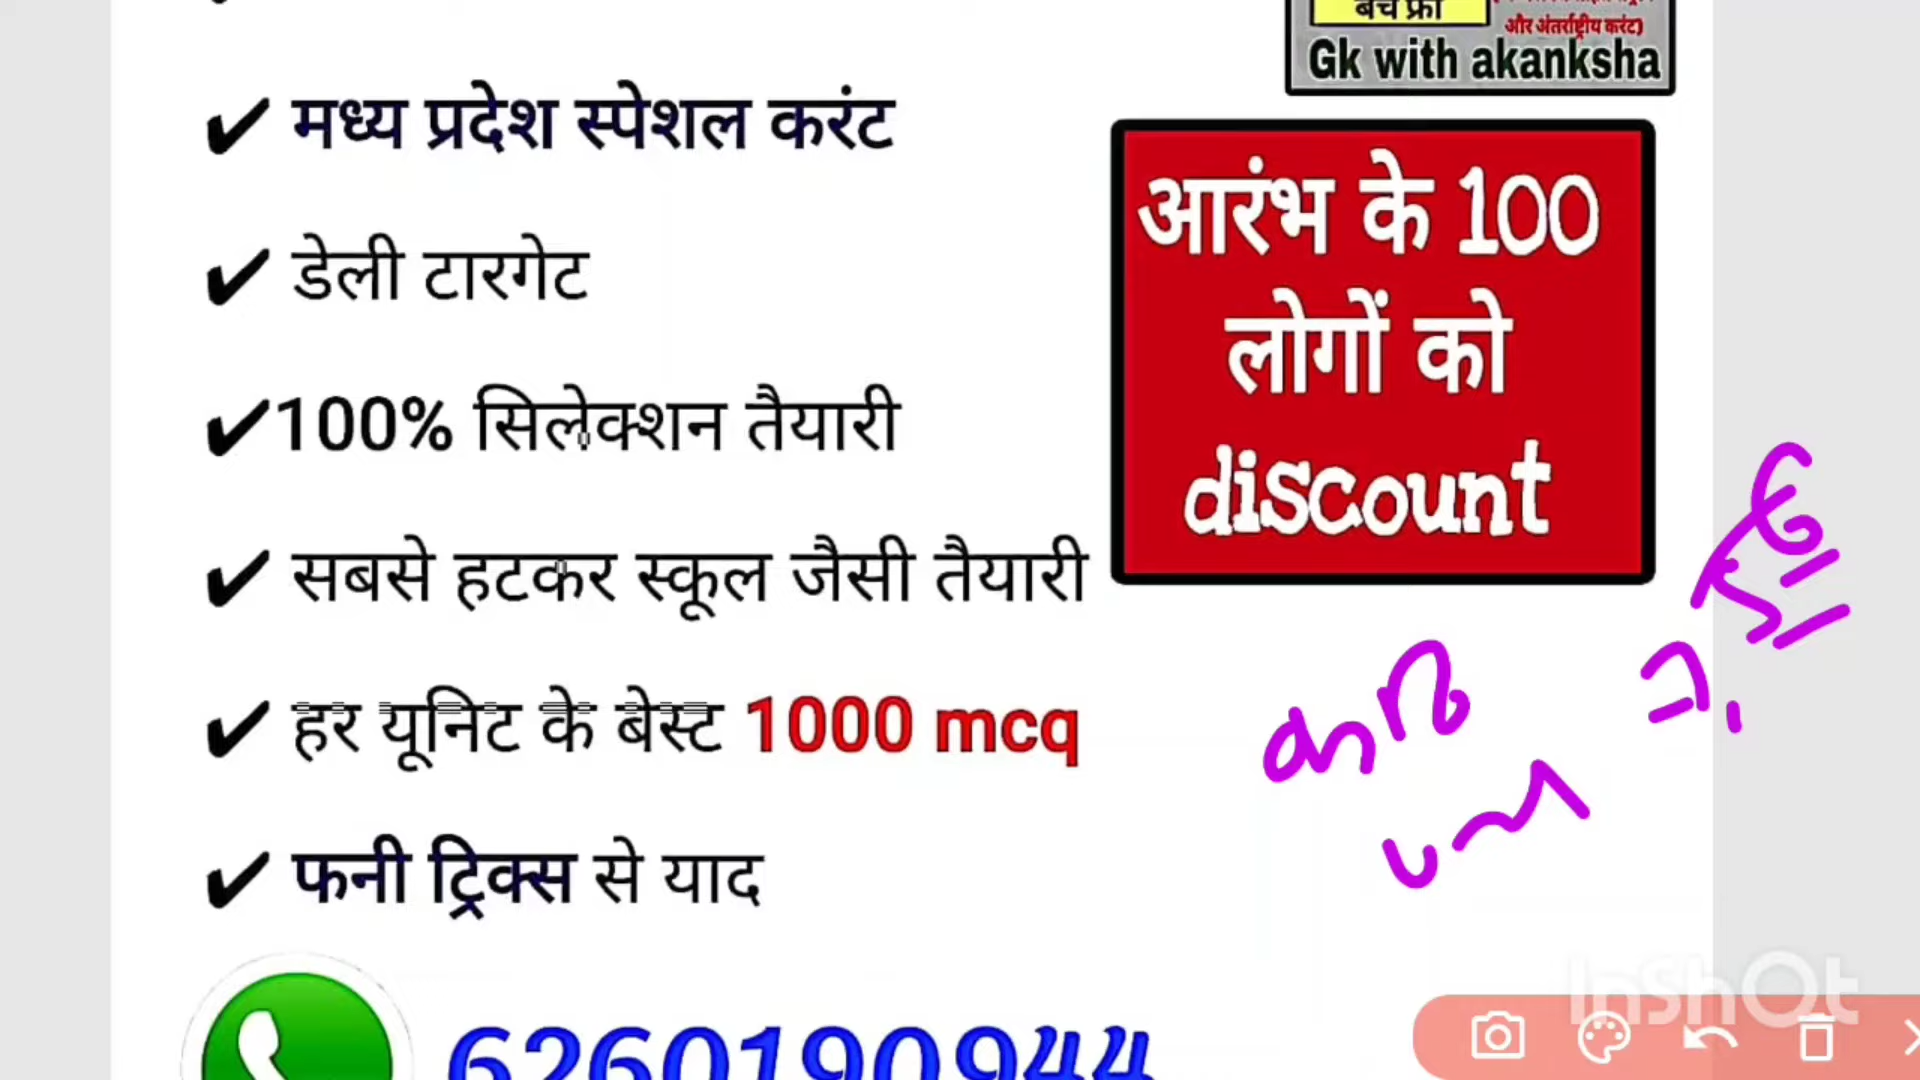 बैच फ्री
और अंतर्राष्ट्रीय करंट)
Gk with akanksha
✔ मध्य प्रदेश स्पेशल करंट
✔ डेली टारगेट
✔100% सिलेक्शन तैयारी
✔ सबसे हटकर स्कूल जैसी तैयारी
✔ हर यूनिट के बेस्ट 1000 mcq
✔ फनी ट्रिक्स से याद
आरंभ के 100
लोगों को
discount
6260190944
InShOt